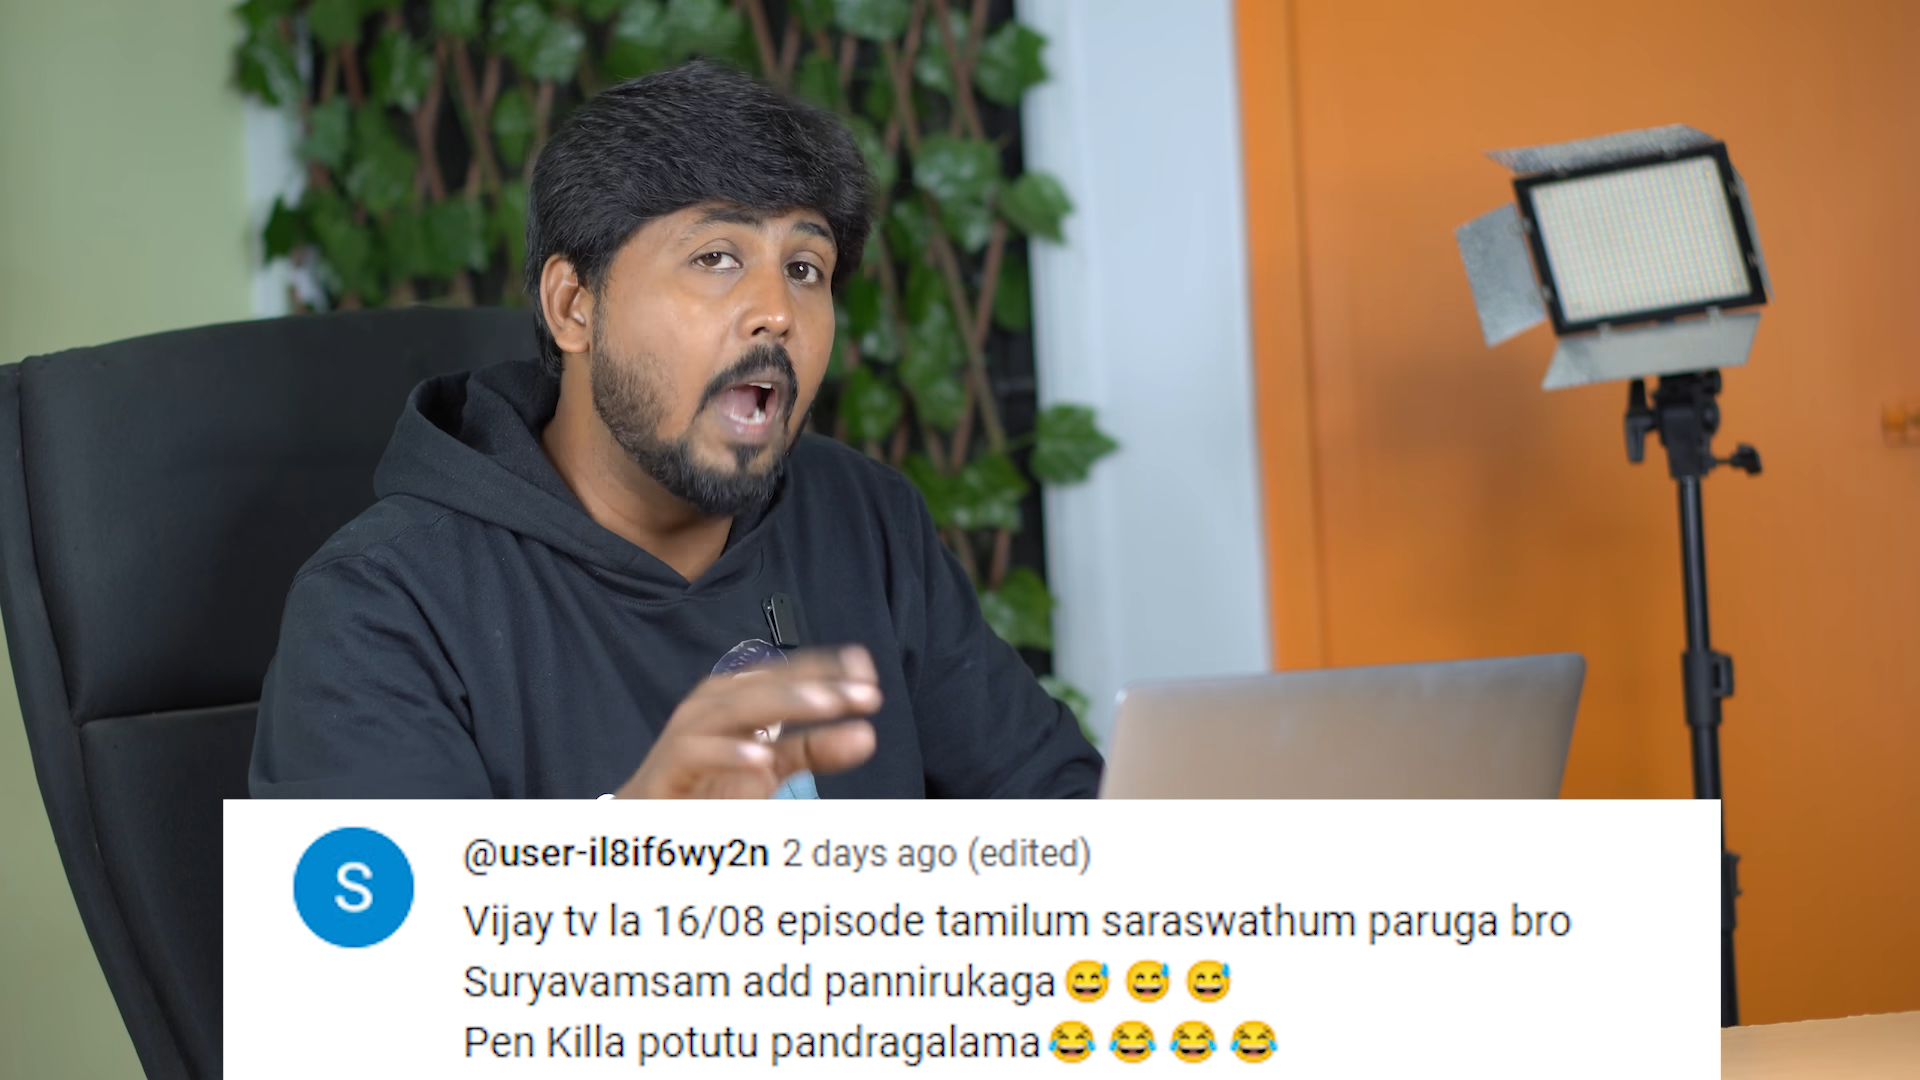 S
@user-il8if6wy2n 2 days ago (edited)
Vijay tv la 16/08 episode tamilum saraswathum paruga bro
Suryavamsam add pannirukaga😅 😅 😅
Pen Killa potutu pandragalama😂 😂 😂 😂